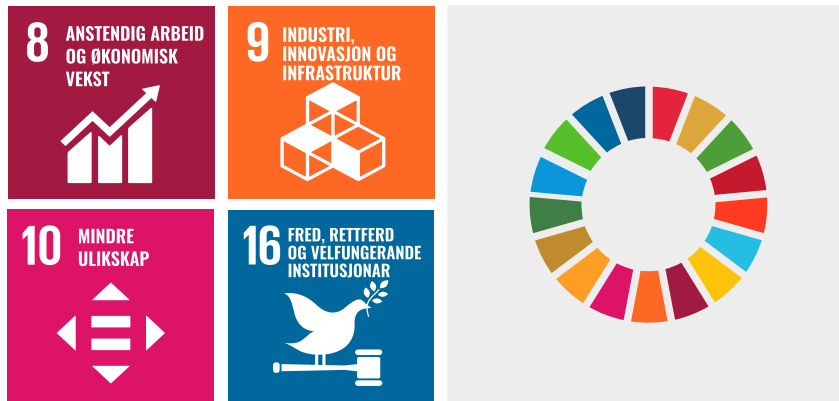 8 ANSTENDIG ARBEID
OG ØKONOMISK
VEKST
9 INDUSTRI,
INNOVASJON OG
INFRASTRUKTUR
10 MINDRE
ULIKSKAP
16 FRED, RETTFERD
OG VELFUNGERANDE
INSTITUSJONAR